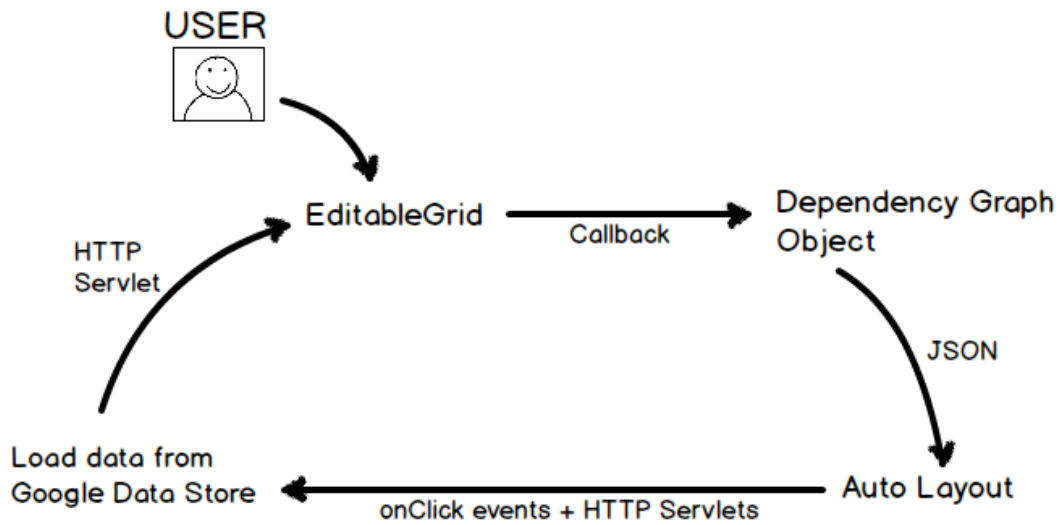 USER
EditableGrid
Callback
Dependency Graph
Object
HTTP
Servlet
JSON
Load data from
Google Data Store
onClick events + HTTP Servlets
Auto Layout